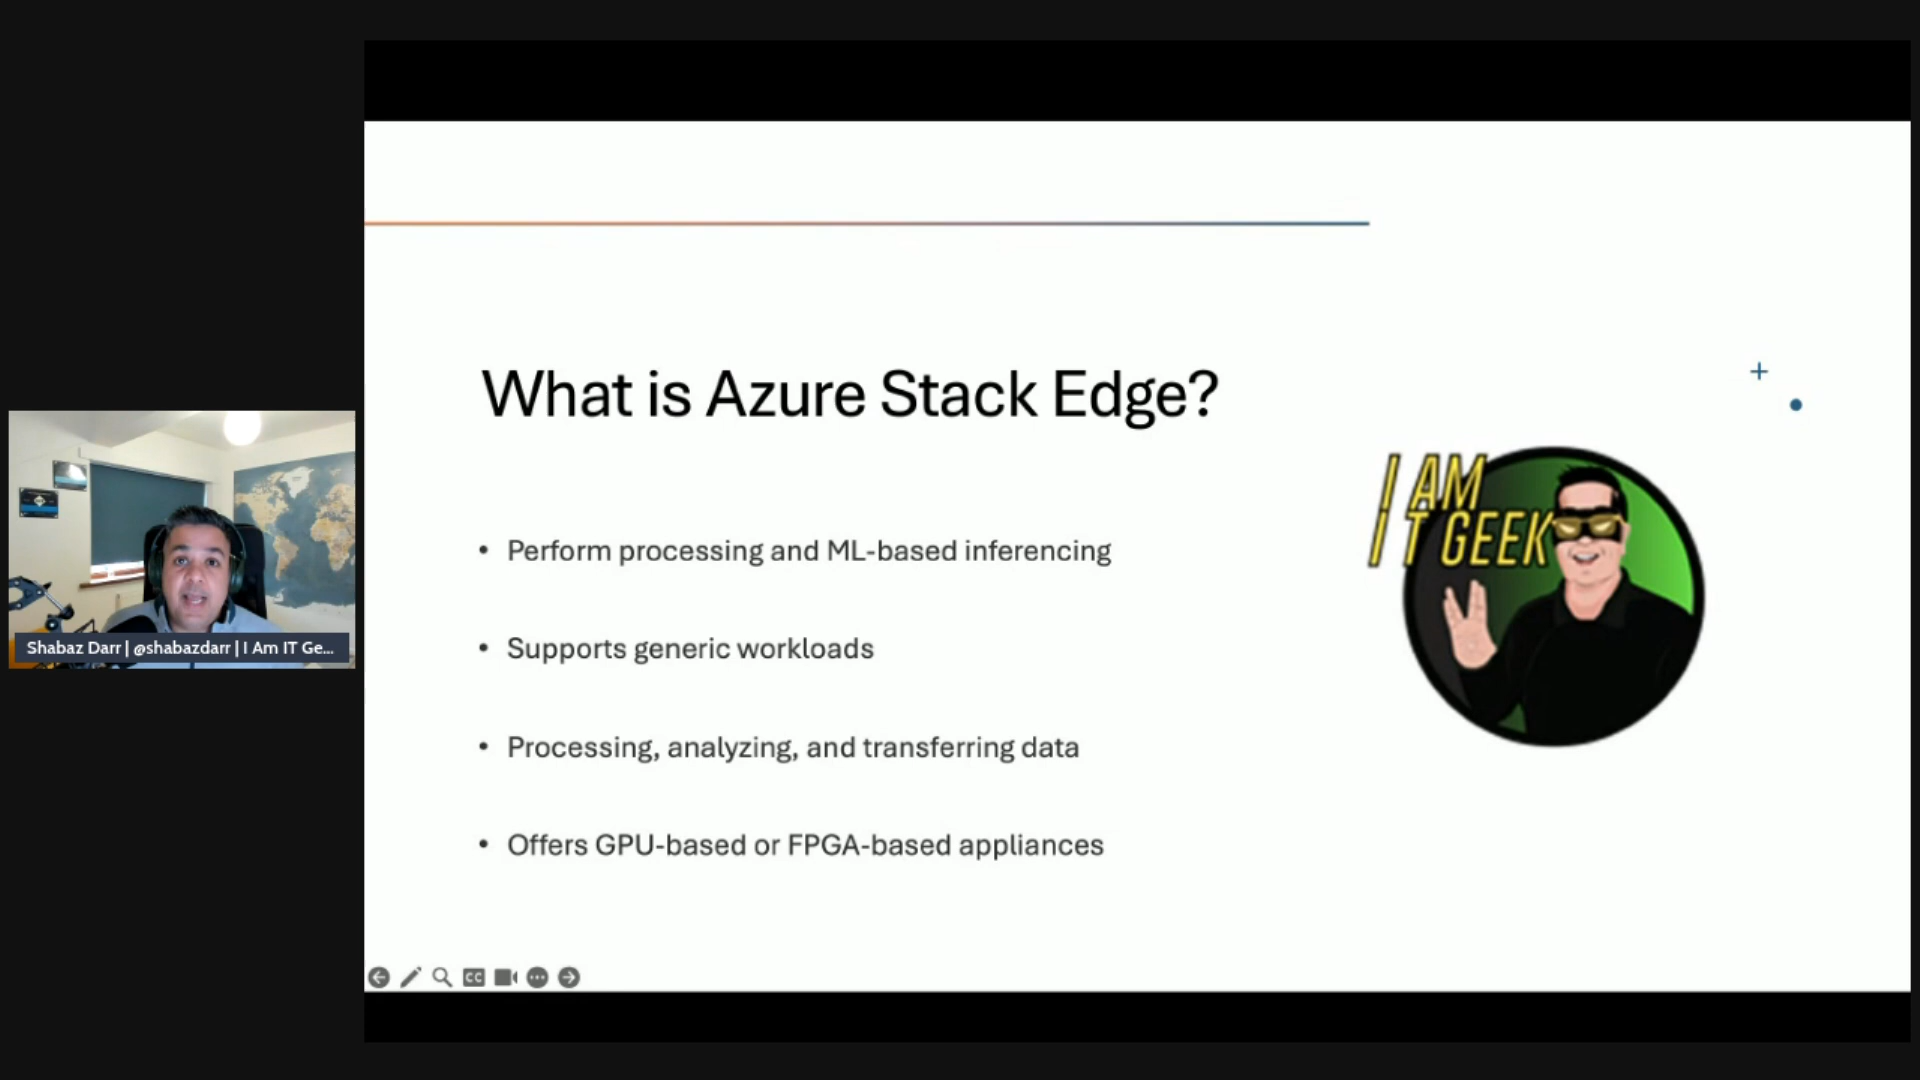 What is Azure Stack Edge?
• Perform processing and ML-based inferencing
• Supports generic workloads
• Processing, analyzing, and transferring data
• Offers GPU-based or FPGA-based appliances
I AM
IT GEEK
Shabaz Darr | @shabazdarr | I Am IT Ge...
CC